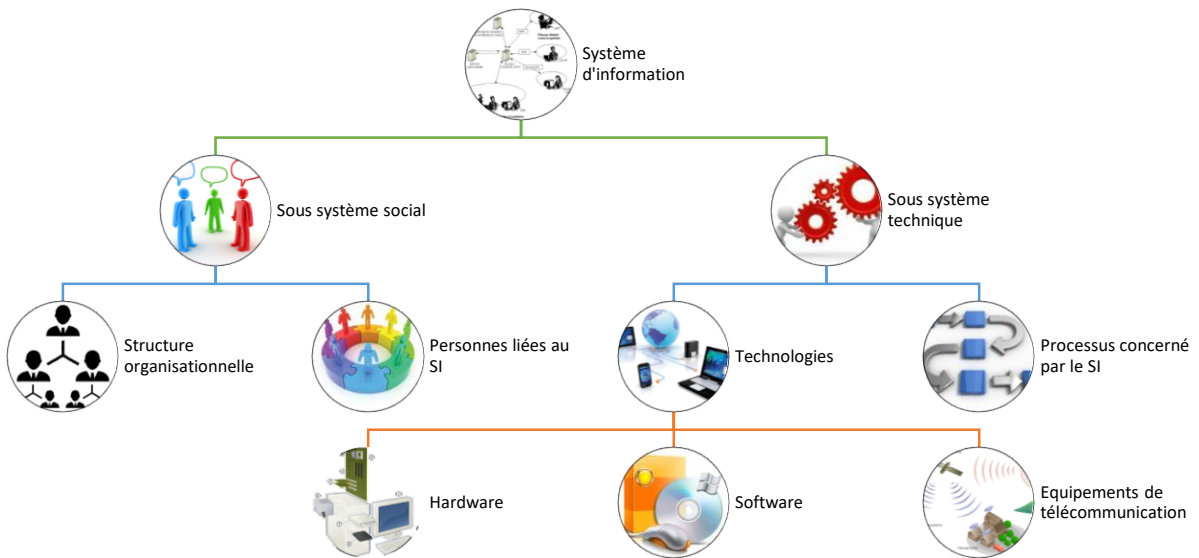 Système
d'information
Sous système social
Sous système
technique
Structure
organisationnelle
Personnes liées au
SI
Technologies
Processus concerné
par le SI
Hardware
Software
Equipements de
télécommunication